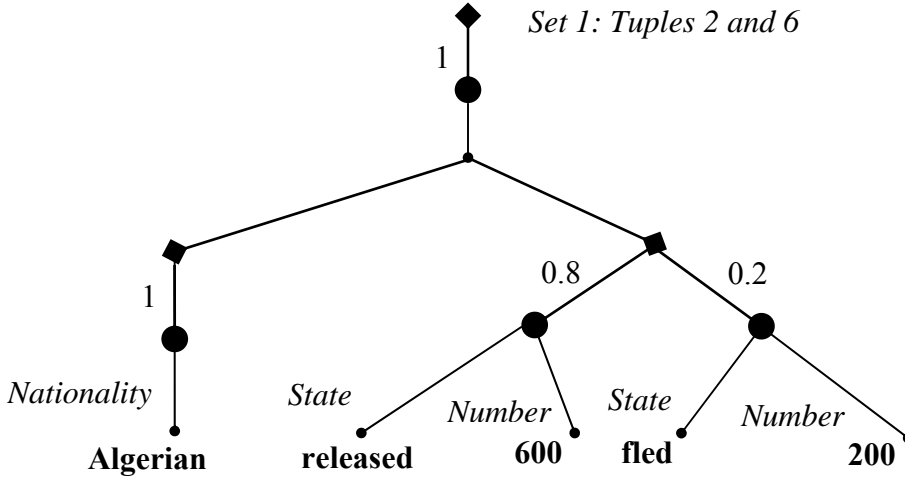 Set 1: Tuples 2 and 6
1
0.8
0.2
1
Nationality
State
Number
State
Number
Algerian
released
600
fled
200